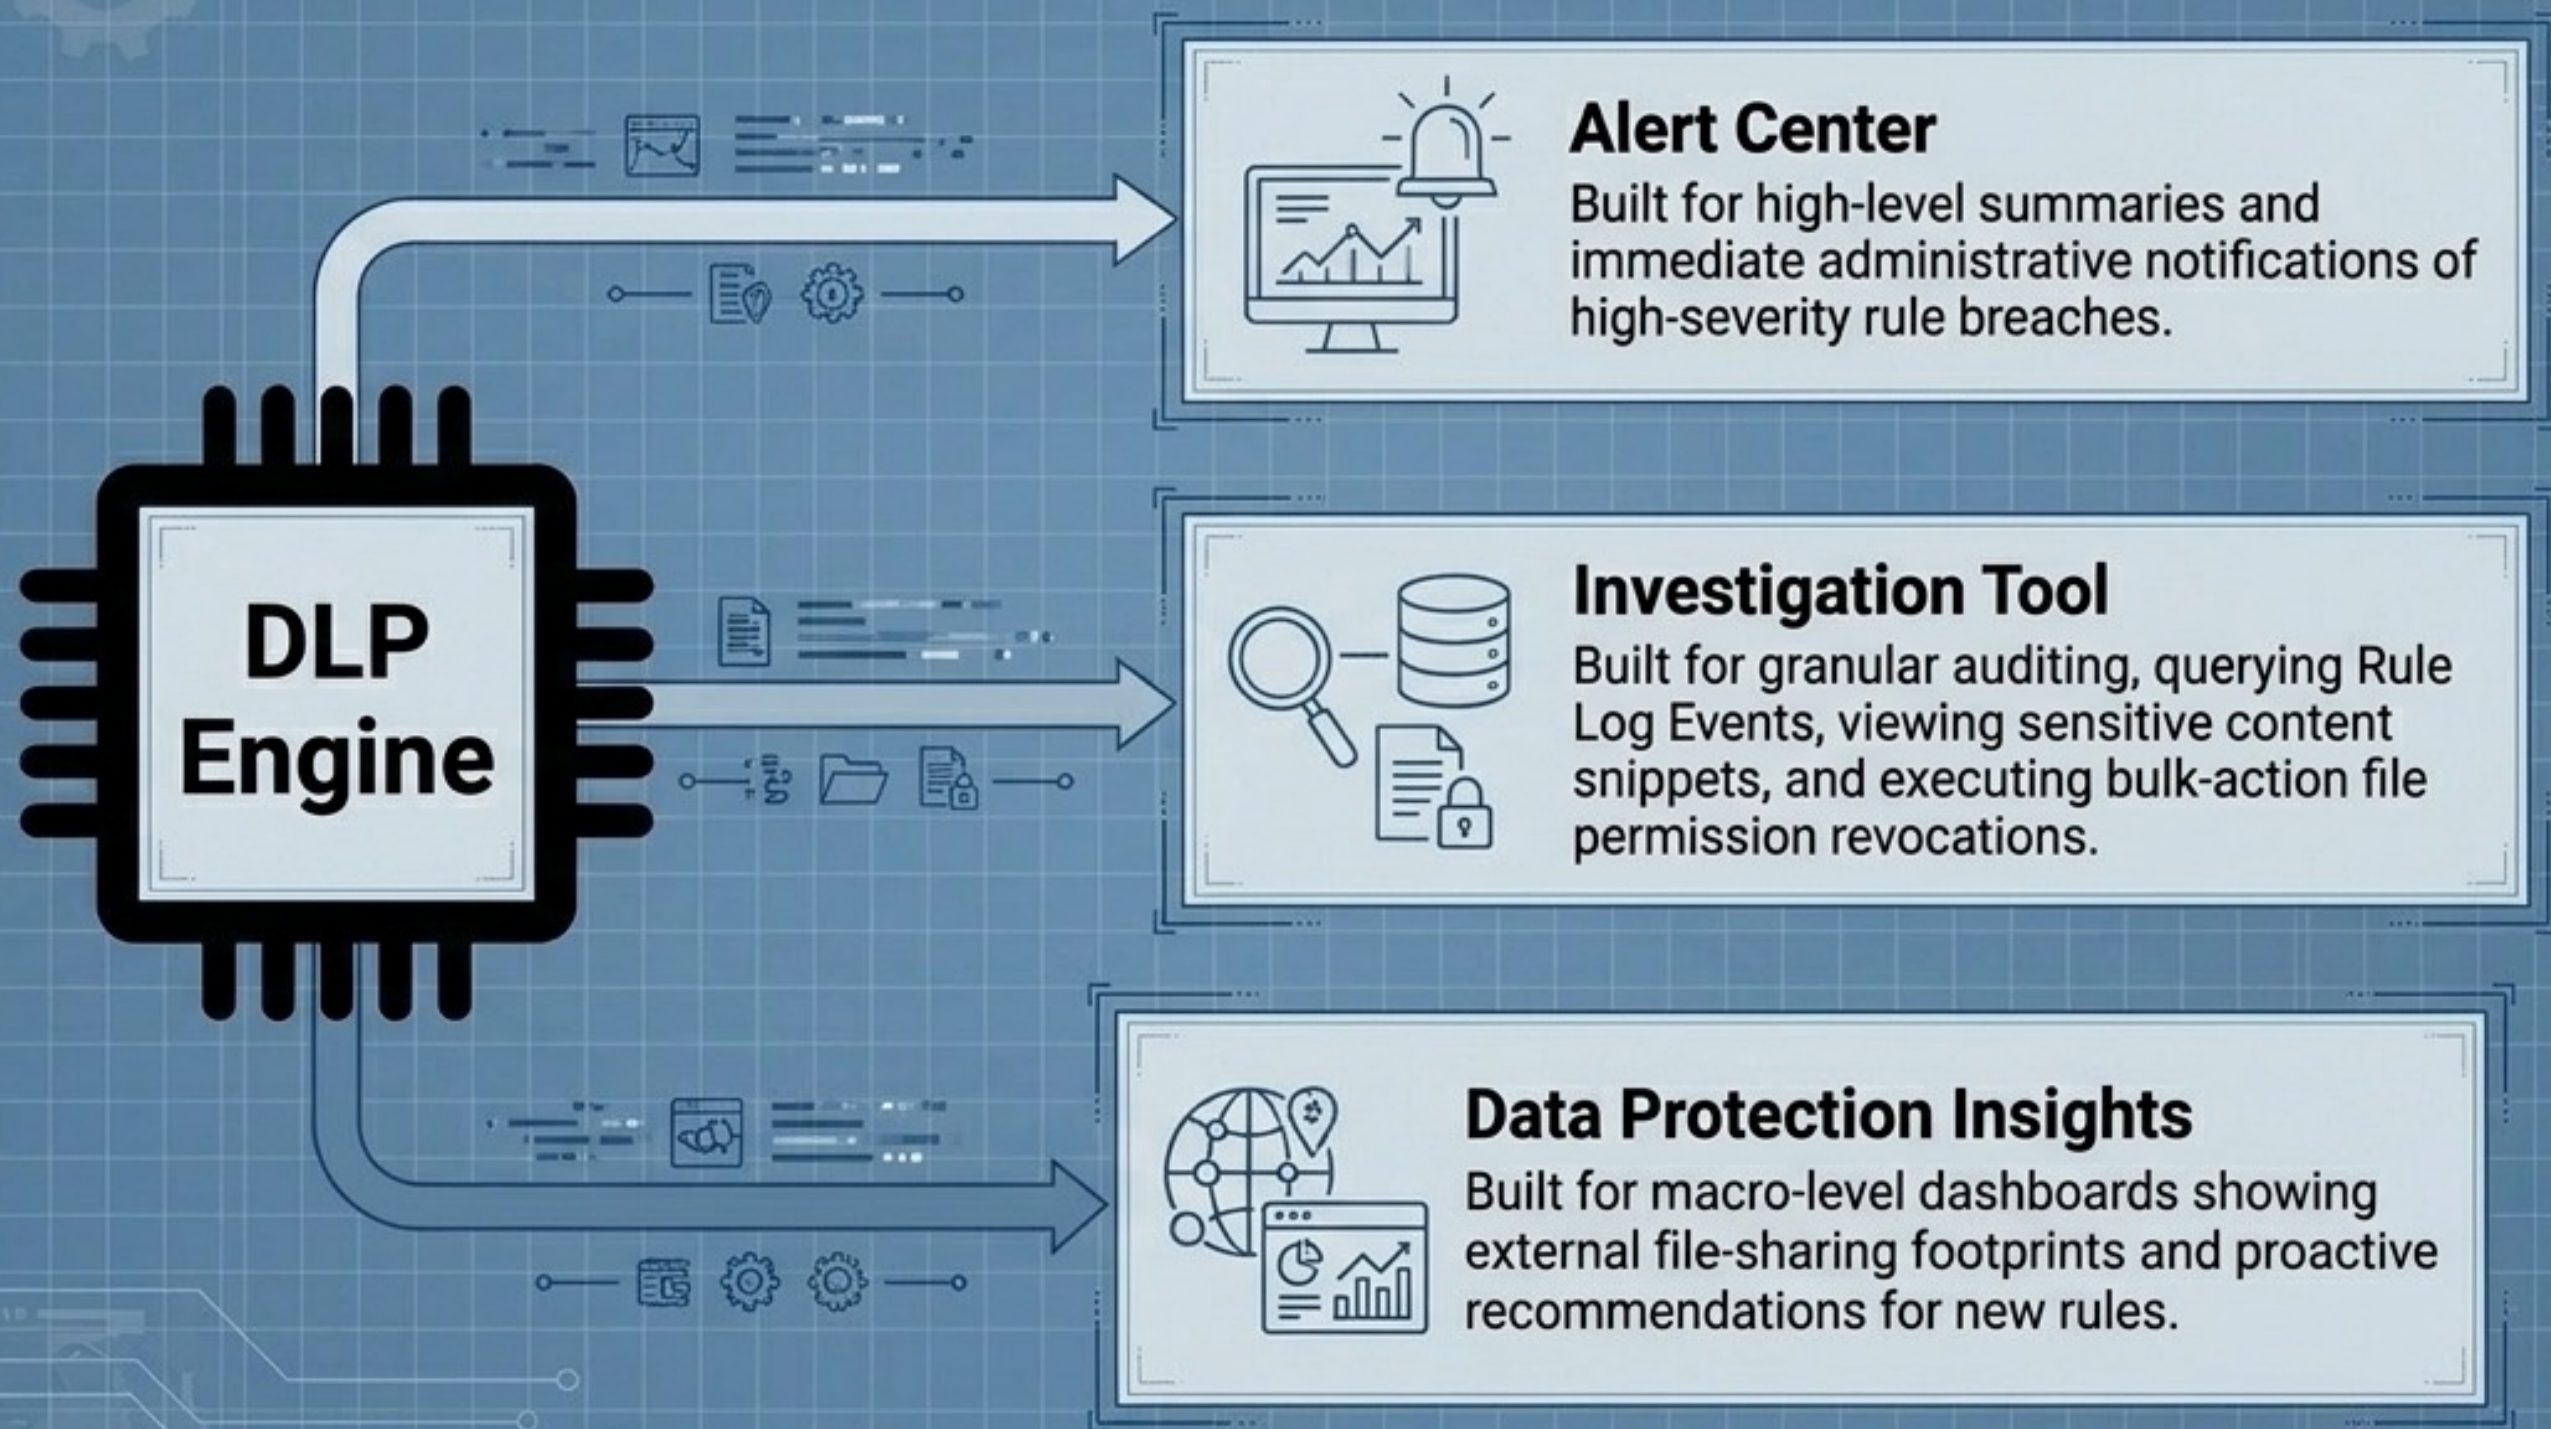 Alert Center
Built for high-level summaries and
immediate administrative notifications of
high-severity rule breaches.
DLP
Engine
Investigation Tool
Built for granular auditing, querying Rule
Log Events, viewing sensitive content
snippets, and executing bulk-action file
permission revocations.
Data Protection Insights
Built for macro-level dashboards showing
external file-sharing footprints and proactive
recommendations for new rules.